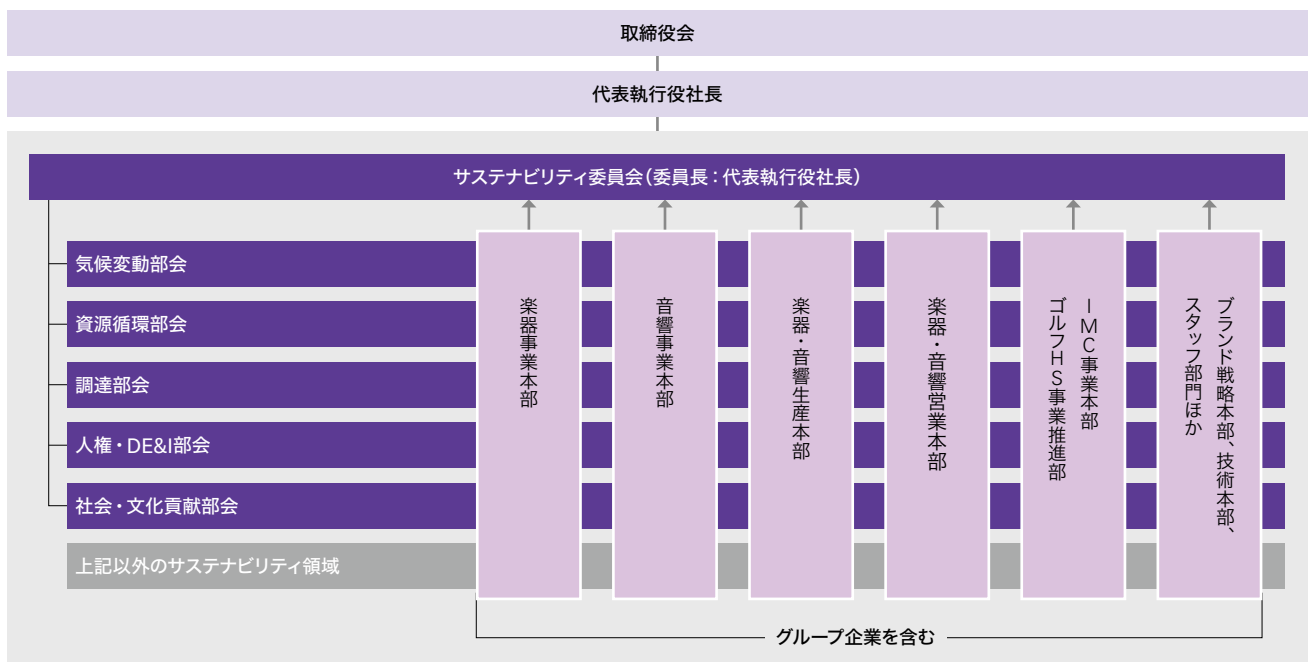 取締役会
代表執行役社長
サステナビリティ委員会（委員長：代表執行役社長）
気候変動部会
資源循環部会
調達部会
人権・DE&I部会
社会・文化貢献部会
上記以外のサステナビリティ領域
楽器事業本部
音響事業本部
楽器・音響生産本部
楽器・音響営業本部
IMC事業本部
ゴルフHS事業推進部
ブランド戦略本部、技術本部、
スタッフ部門ほか
グループ企業を含む